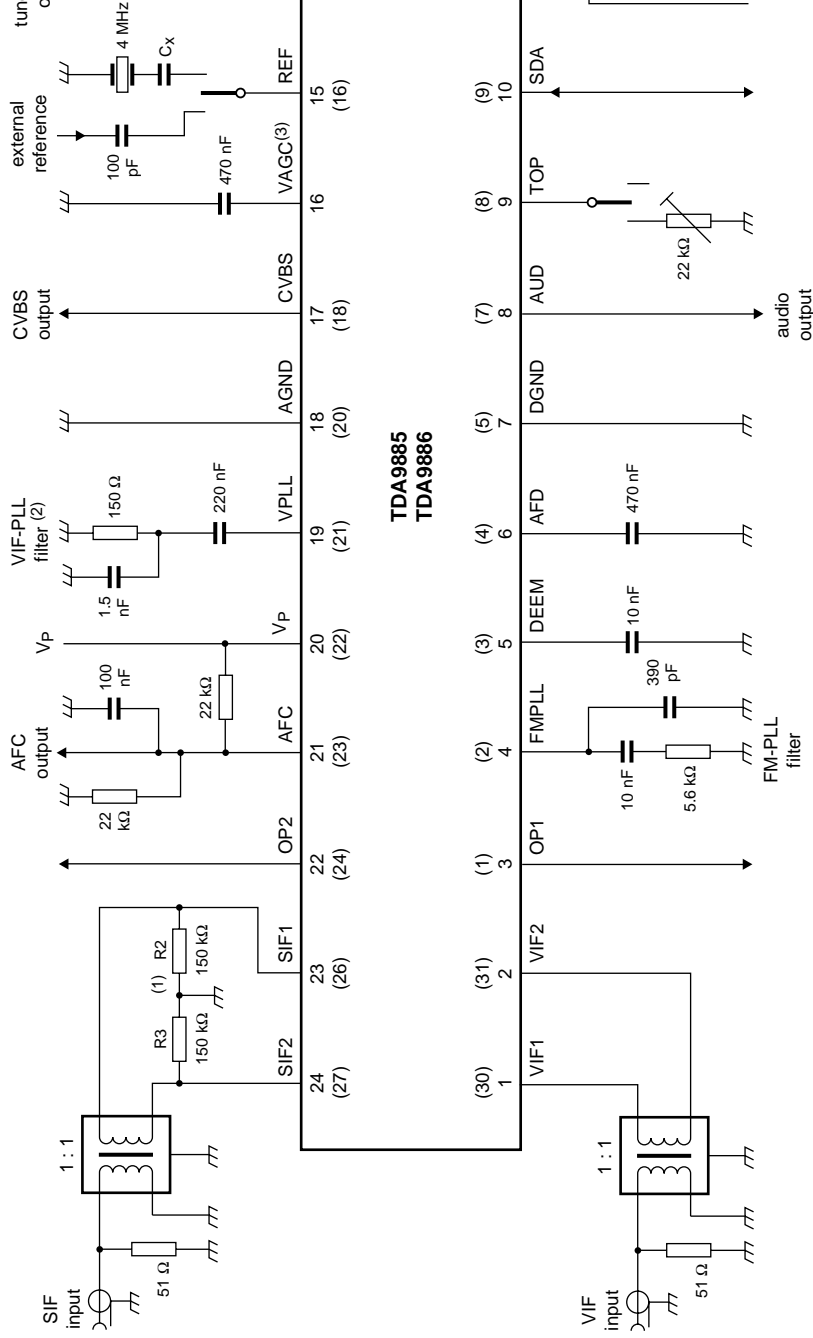 SIF
input
51 Ω
1 : 1
SIF2
24
(27)
R3
150 kΩ
(1)
R2
150 kΩ
SIF1
23
(26)
OP2
22
(24)
AFC
output
22
kΩ
100
nF
22 kΩ
AFC
21
(23)
VP
VP
20
(22)
VIF-PLL
filter (2)
1.5
nF
150 Ω
220 nF
VPLL
19
(21)
AGND
18
(20)
CVBS
output
CVBS
17
(18)
470 nF
VAGC(3)
16
external
reference
100
pF
4 MHz
Cx
REF
15
(16)
TDA9885
TDA9886
VIF
input
51 Ω
1 : 1
(30)
1
VIF1
(31)
2
VIF2
(1)
3
OP1
(2)
4
FMPLL
10 nF
5.6 kΩ
390
pF
FM-PLL
filter
(3)
5
DEEM
10 nF
(4)
6
AFD
470 nF
(5)
7
DGND
(7)
8
AUD
audio
output
(8)
9
TOP
22 kΩ
(9)
10
SDA